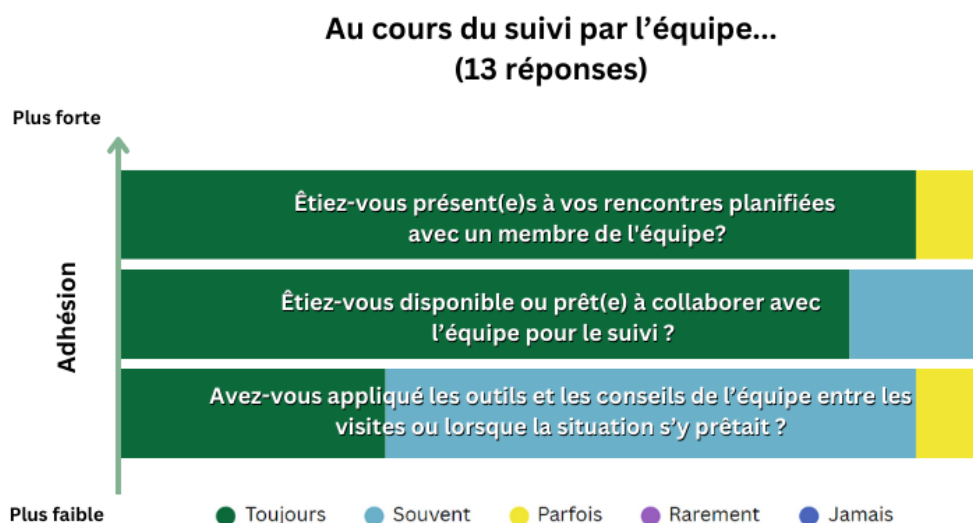 Au cours du suivi par l’équipe...
(13 réponses)
Plus forte
Adhésion
Êtiez-vous présent(e)s à vos rencontres planifiées
avec un membre de l'équipe?
Êtiez-vous disponible ou prêt(e) à collaborer avec
l’équipe pour le suivi ?
Avez-vous appliqué les outils et les conseils de l’équipe entre les
visites ou lorsque la situation s’y prêtait ?
Plus faible
Toujours
Souvent
Parfois
Rarement
Jamais